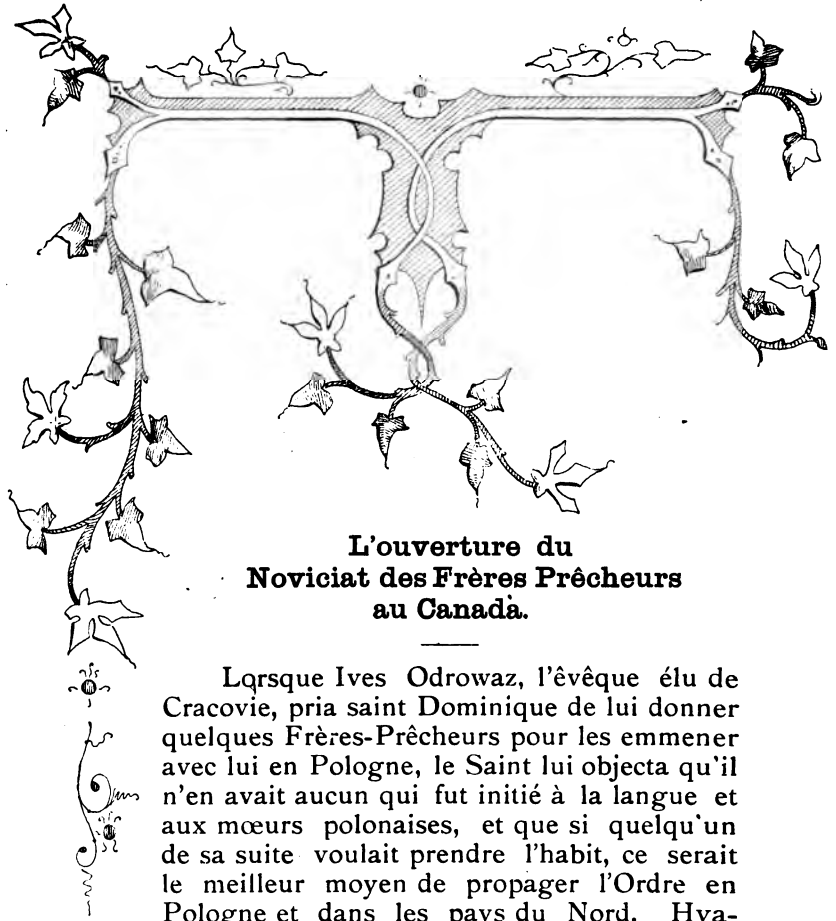 L'ouverture du
Noviciat des Frères Prêcheurs
au Canada.
Lorsque Ives Odrowaz, l'êvêque élu de
Cracovie, pria saint Dominique de lui donner
quelques Frères-Prêcheurs pour les emmener
avec lui en Pologne, le Saint lui objecta qu'il
n'en avait aucun qui fut initié à la langue et
aux mœurs polonaises, et que si quelqu'un
de sa suite voulait prendre l'habit, ce serait
le meilleur moyen de propager l'Ordre en
Pologne et dans les pays du Nord. Hya-